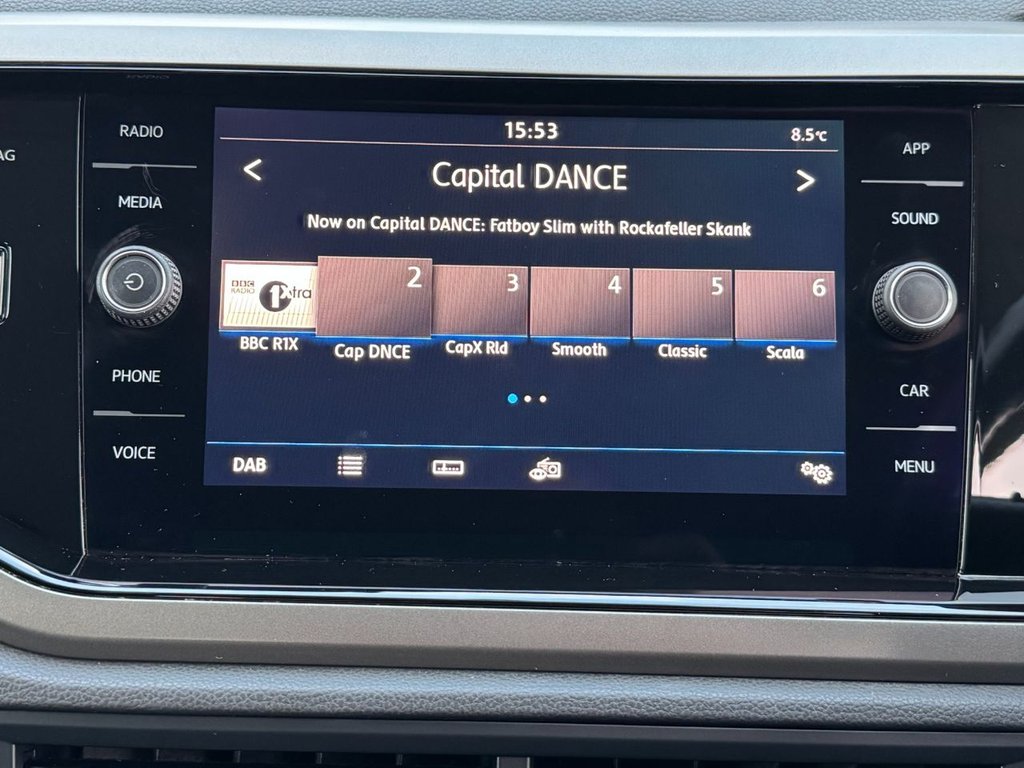 AG
RADIO
MEDIA
PHONE
VOICE
15:53
8.5°C
< Capital DANCE >
Now on Capital DANCE: Fatboy Slim with Rockafeller Skank
BBC
RADIO
1Xtra
2
3
4
5
6
BBC R1X
Cap DNCE
CapX Rld
Smooth
Classic
Scala
DAB
APP
SOUND
CAR
MENU